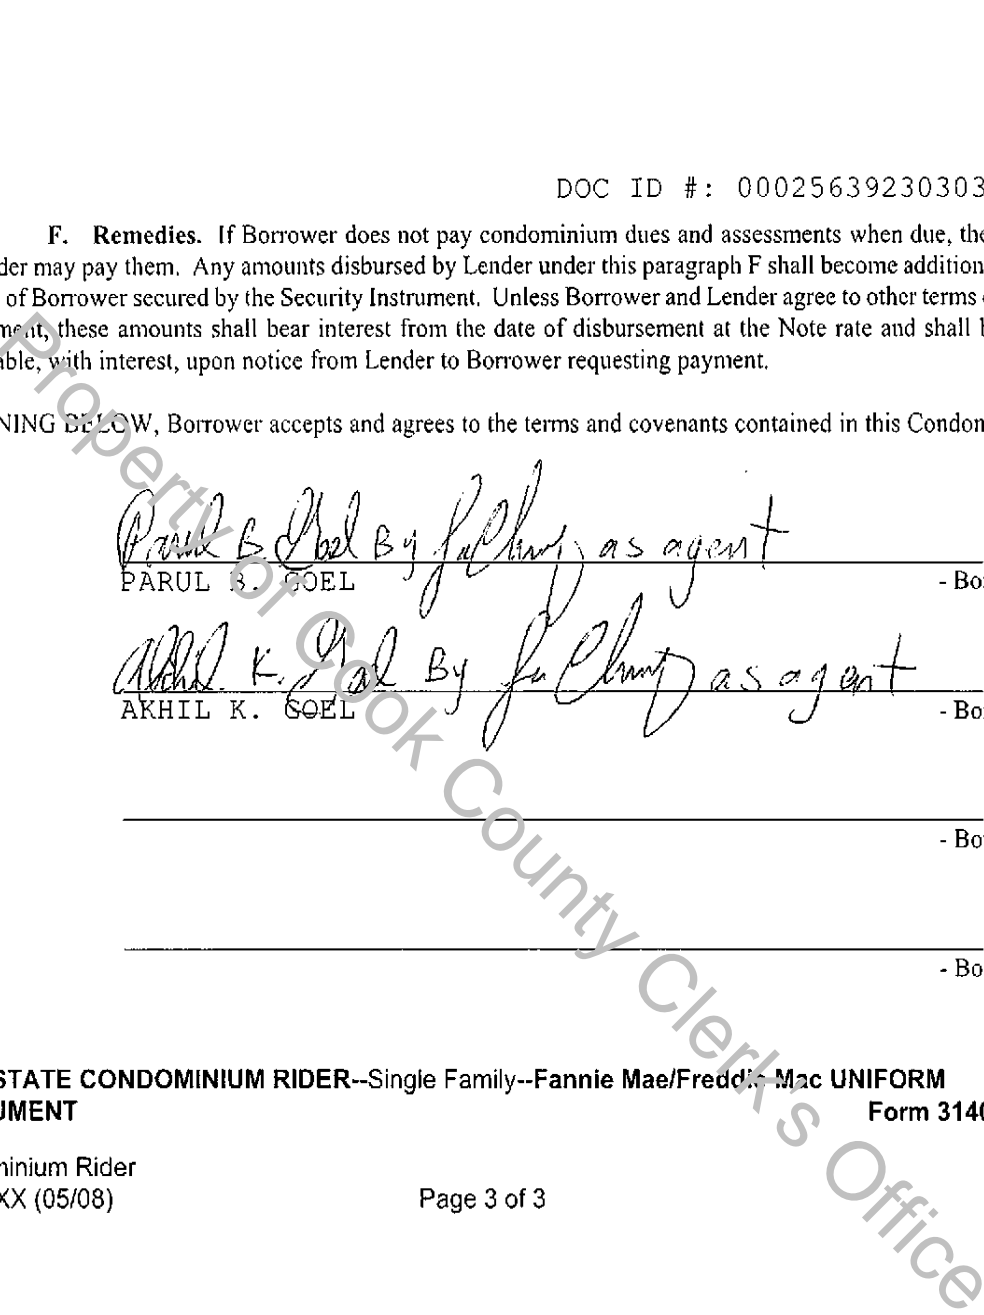 DOC ID #: 00025639230303
F. Remedies. If Borrower does not pay condominium dues and assessments when due, the
der may pay them. Any amounts disbursed by Lender under this paragraph F shall become addition
of Borrower secured by the Security Instrument. Unless Borrower and Lender agree to other terms
ment, these amounts shall bear interest from the date of disbursement at the Note rate and shall b
ble, with interest, upon notice from Lender to Borrower requesting payment.
NING BELOW, Borrower accepts and agrees to the terms and covenants contained in this Condon
Parul B. Goel By as agent
PARUL B. GOEL - Bo
Akhil K. Goel By as agent
AKHIL K. GOEL - Bo
- Bo
- Bo
STATE CONDOMINIUM RIDER--Single Family--Fannie Mae/Freddie Mac UNIFORM
UMENT Form 3140
minium Rider
XX (05/08) Page 3 of 3
Property of Cook County Clerk's Office